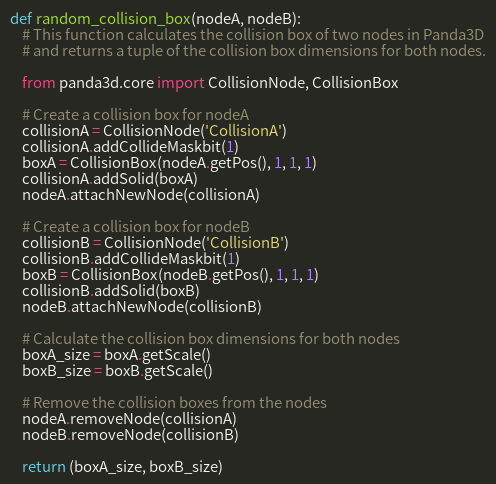 def random_collision_box(nodeA, nodeB):
# This function calculates the collision box of two nodes in Panda3D
# and returns a tuple of the collision box dimensions for both nodes.
from panda3d.core import CollisionNode, CollisionBox
# Create a collision box for nodeA
collisionA = CollisionNode('CollisionA')
collisionA.addCollideMaskbit(1)
boxA = CollisionBox(nodeA.getPos(), 1, 1, 1)
collisionA.addSolid(boxA)
nodeA.attachNewNode(collisionA)
# Create a collision box for nodeB
collisionB = CollisionNode('CollisionB')
collisionB.addCollideMaskbit(1)
boxB = CollisionBox(nodeB.getPos(), 1, 1, 1)
collisionB.addSolid(boxB)
nodeB.attachNewNode(collisionB)
# Calculate the collision box dimensions for both nodes
boxA_size = boxA.getScale()
boxB_size = boxB.getScale()
# Remove the collision boxes from the nodes
nodeA.removeNode(collisionA)
nodeB.removeNode(collisionB)
return (boxA_size, boxB_size)